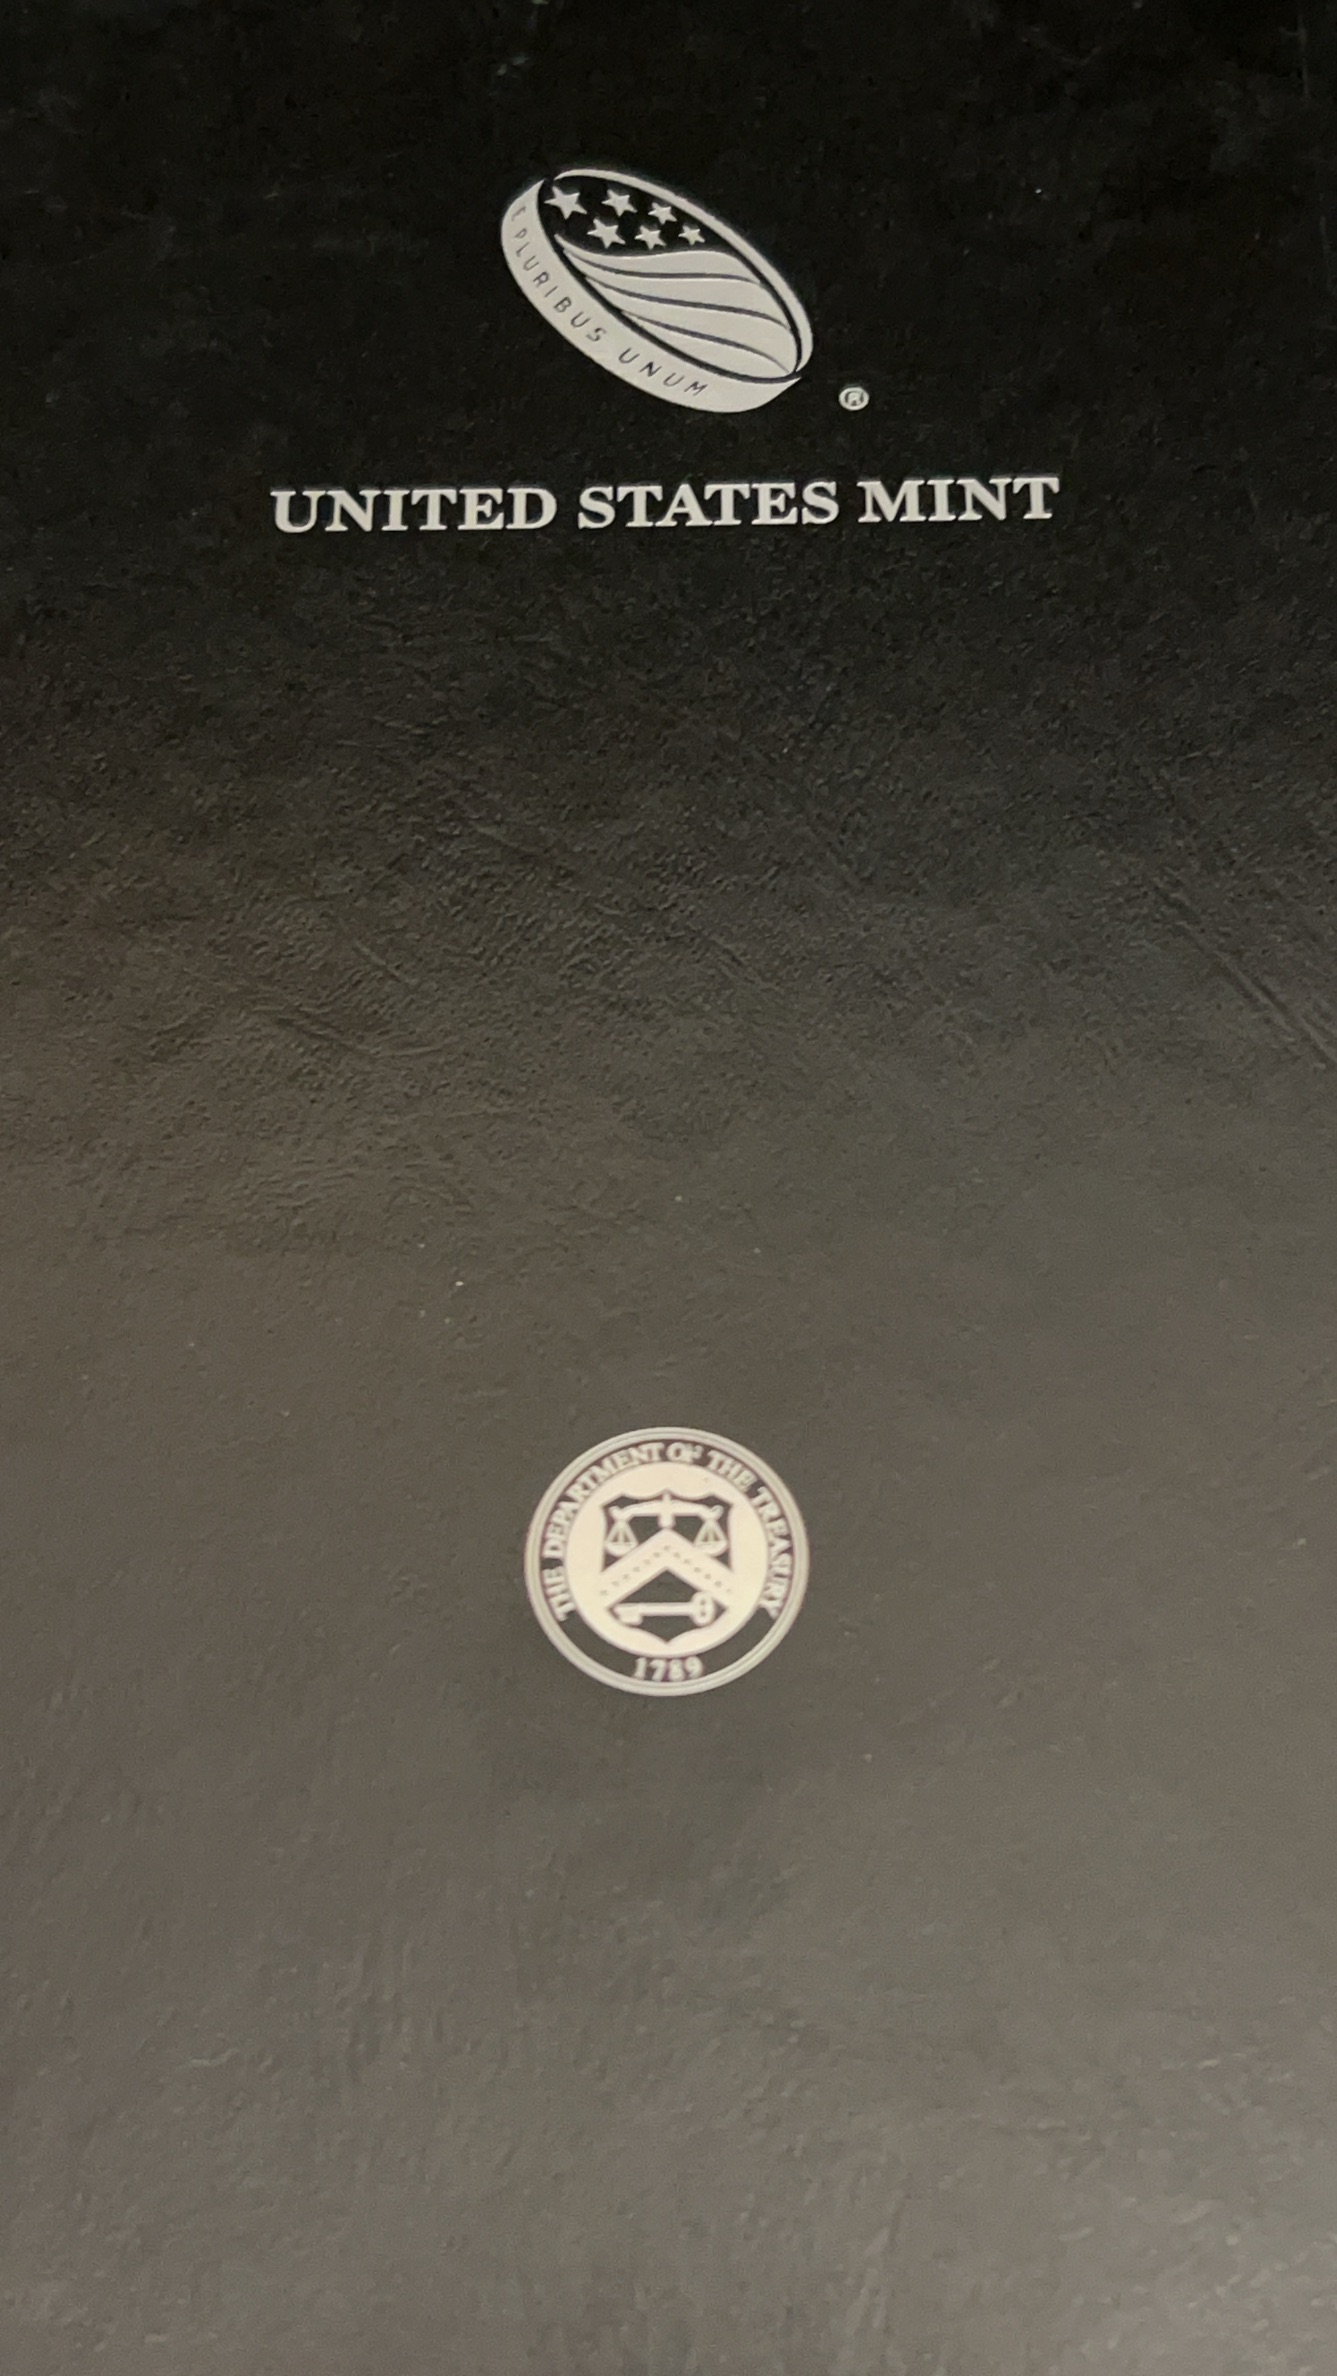 E PLURIBUS UNUM
®
UNITED STATES MINT
THE DEPARTMENT OF THE TREASURY
1789